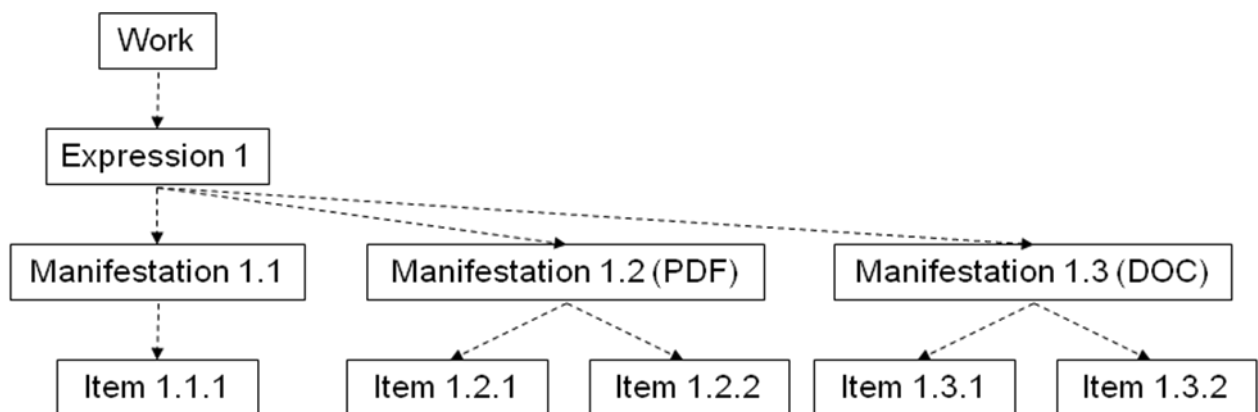 Work
Expression 1
Manifestation 1.1
Manifestation 1.2 (PDF)
Manifestation 1.3 (DOC)
Item 1.1.1
Item 1.2.1
Item 1.2.2
Item 1.3.1
Item 1.3.2